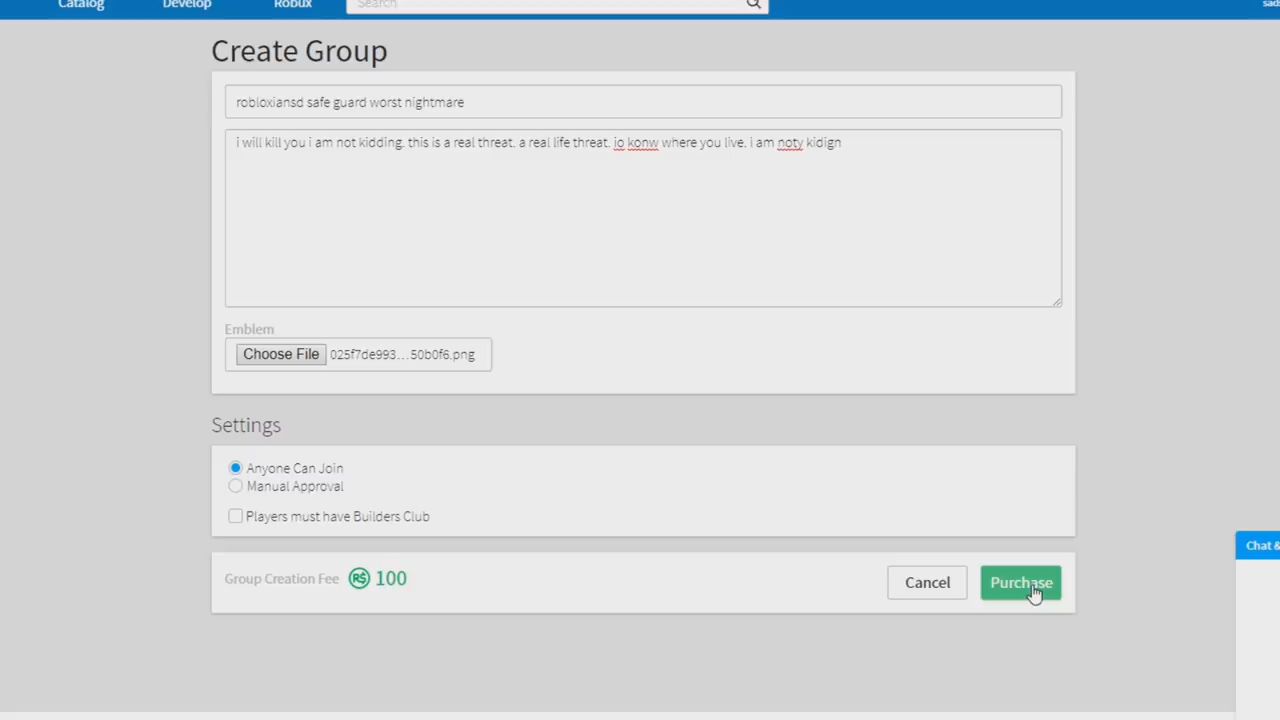 Catalog Develop Robux Search
Create Group
robloxiansd safe guard worst nightmare
i will kill you i am not kidding. this is a real threat. a real life threat. io konw where you live. i am noty kidign
Emblem
Choose File 025f7de993...50b0f6.png
Settings
Anyone Can Join
Manual Approval
Players must have Builders Club
Group Creation Fee R$ 100 Cancel Purchase
Chat &